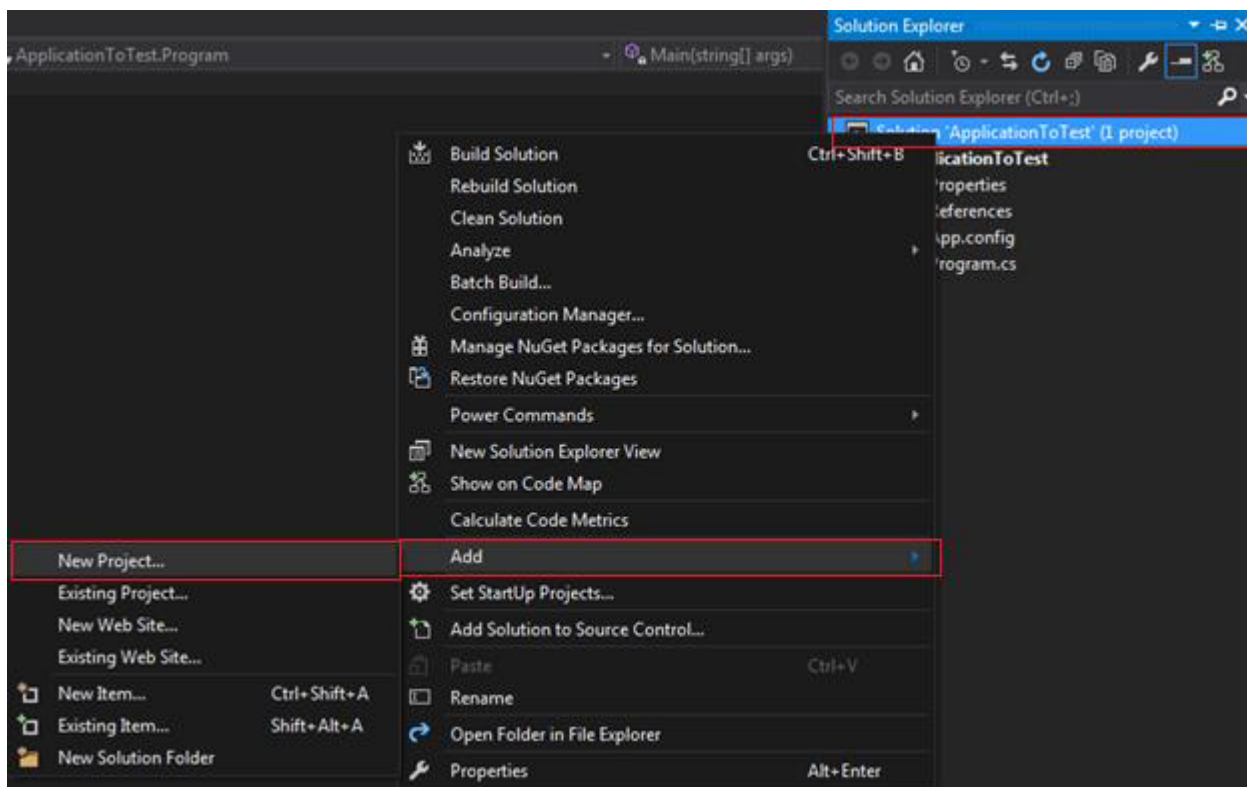 Solution Explorer
ApplicationToTest.Program
Main(string[] args)
Search Solution Explorer (Ctrl+;)
Solution 'ApplicationToTest' (1 project)
Build Solution Ctrl+Shift+B
licationToTest
Rebuild Solution
roperties
Clean Solution
eferences
Analyze
pp.config
Batch Build...
rogram.cs
Configuration Manager...
Manage NuGet Packages for Solution...
Restore NuGet Packages
Power Commands
New Solution Explorer View
Show on Code Map
Calculate Code Metrics
Add
New Project...
Existing Project...
Set StartUp Projects...
New Web Site...
Add Solution to Source Control...
Existing Web Site...
Paste Ctrl+V
New Item... Ctrl+Shift+A
Rename
Existing Item... Shift+Alt+A
Open Folder in File Explorer
New Solution Folder
Properties Alt+Enter